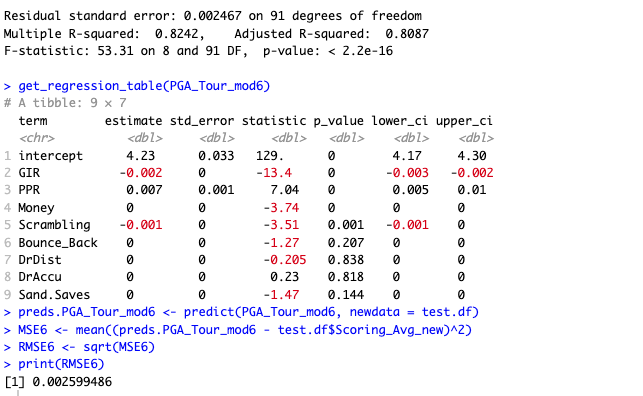 Residual standard error: 0.002467 on 91 degrees of freedom
Multiple R-squared:  0.8242,    Adjusted R-squared:  0.8087
F-statistic: 53.31 on 8 and 91 DF,  p-value: < 2.2e-16
> get_regression_table(PGA_Tour_mod6)
# A tibble: 9 × 7
term estimate std_error statistic p_value lower_ci upper_ci
<chr> <dbl> <dbl> <dbl> <dbl> <dbl> <dbl>
1 intercept 4.23 0.033 129. 0 4.17 4.30
2 GIR -0.002 0 -13.4 0 -0.003 -0.002
3 PPR 0.007 0.001 7.04 0 0.005 0.01
4 Money 0 0 -3.74 0 0 0
5 Scrambling -0.001 0 -3.51 0.001 -0.001 0
6 Bounce_Back 0 0 -1.27 0.207 0 0
7 DrDist 0 0 -0.205 0.838 0 0
8 DrAccu 0 0 0.23 0.818 0 0
9 Sand.Saves 0 0 -1.47 0.144 0 0
> preds.PGA_Tour_mod6 <- predict(PGA_Tour_mod6, newdata = test.df)
> MSE6 <- mean((preds.PGA_Tour_mod6 - test.df$Scoring_Avg_new)^2)
> RMSE6 <- sqrt(MSE6)
> print(RMSE6)
[1] 0.002599486